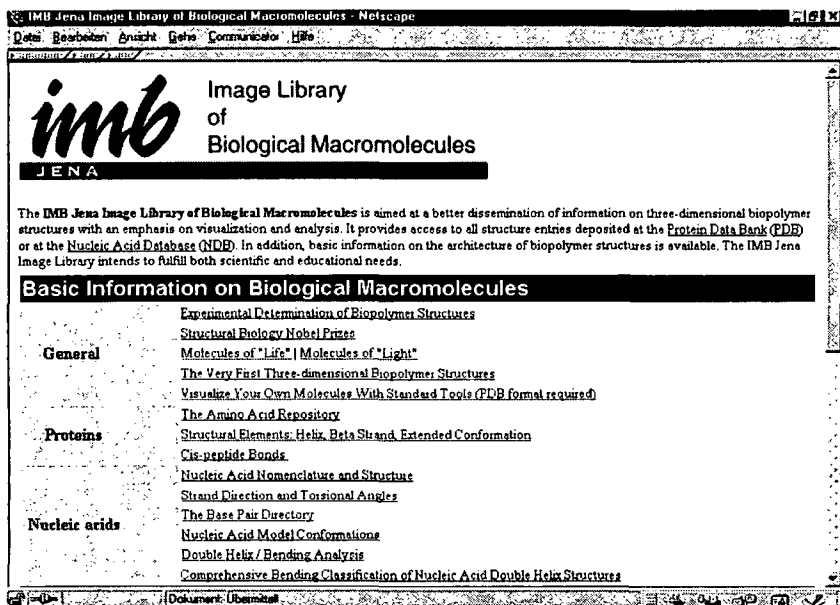 IMB Jena Image Library of Biological Macromolecules - Netscape
Datei Bearbeiten Ansicht Gehe Communicator Hilfe
imb
JENA
Image Library
of
Biological Macromolecules
The IMB Jena Image Library of Biological Macromolecules is aimed at a better dissemination of information on three-dimensional biopolymer
structures with an emphasis on visualization and analysis. It provides access to all structure entries deposited at the Protein Data Bank (PDB)
or at the Nucleic Acid Database (NDB). In addition, basic information on the architecture of biopolymer structures is available. The IMB Jena
Image Library intends to fulfill both scientific and educational needs.
Basic Information on Biological Macromolecules
General
Experimental Determination of Biopolymer Structures
Structural Biology Nobel Prizes
Molecules of "Life" | Molecules of "Light"
The Very First Three-dimensional Biopolymer Structures
Visualize Your Own Molecules With Standard Tools (PDB format required)
Proteins
The Amino Acid Repository
Structural Elements: Helix, Beta Strand, Extended Conformation
Cis-peptide Bonds
Nucleic acids
Nucleic Acid Nomenclature and Structure
Strand Direction and Torsional Angles
The Base Pair Directory
Nucleic Acid Model Conformations
Double Helix / Bending Analysis
Comprehensive Bending Classification of Nucleic Acid Double Helix Structures
Dokument: Übermittelt